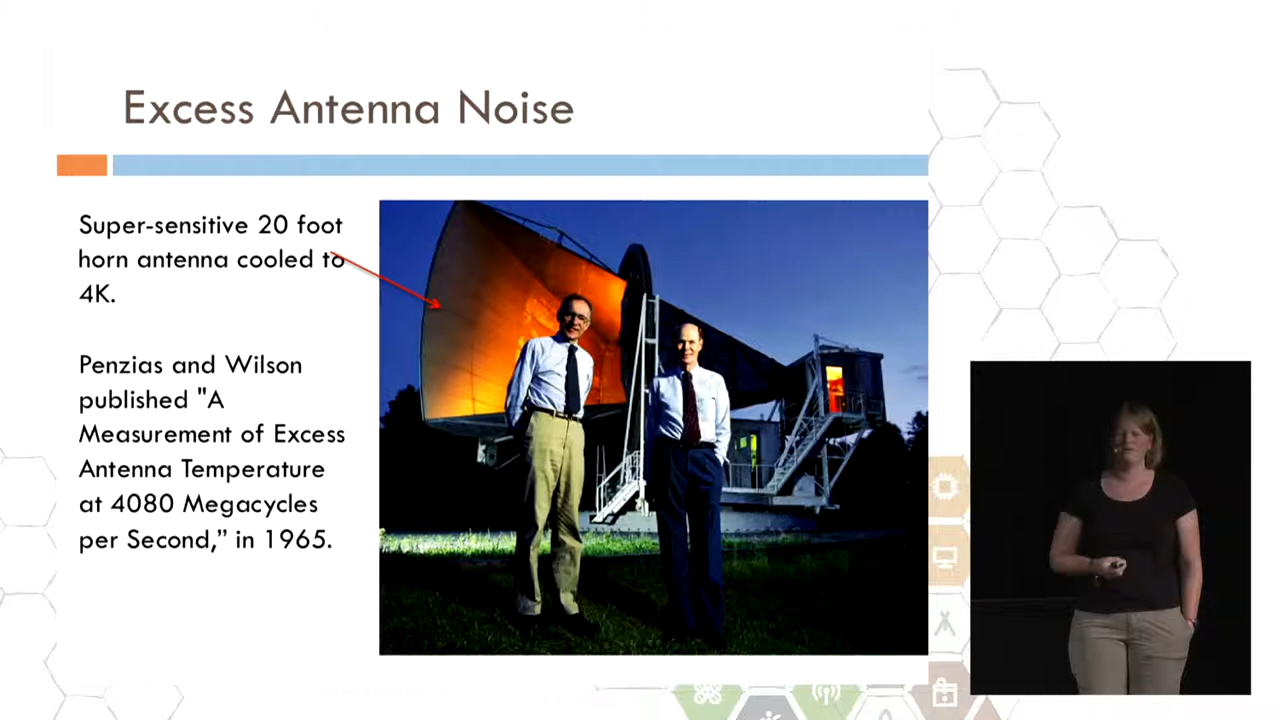 Excess Antenna Noise
Super-sensitive 20 foot
horn antenna cooled to
4K.
Penzias and Wilson
published "A
Measurement of Excess
Antenna Temperature
at 4080 Megacycles
per Second,” in 1965.